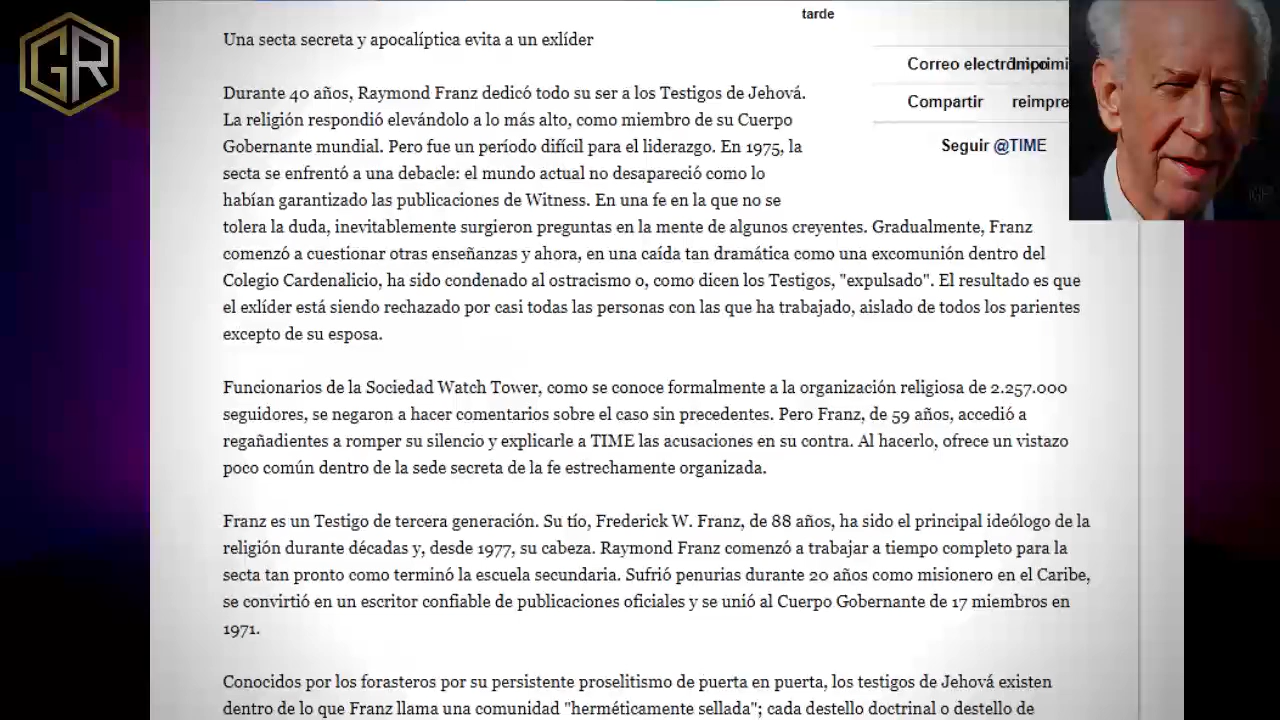 GR
tarde
Una secta secreta y apocalíptica evita a un exlíder
Correo electrónico
Compartir
reimpre
Seguir @TIME
Durante 40 años, Raymond Franz dedicó todo su ser a los Testigos de Jehová.
La religión respondió elevándolo a lo más alto, como miembro de su Cuerpo
Gobernante mundial. Pero fue un período difícil para el liderazgo. En 1975, la
secta se enfrentó a una debacle: el mundo actual no desapareció como lo
habían garantizado las publicaciones de Witness. En una fe en la que no se
tolera la duda, inevitablemente surgieron preguntas en la mente de algunos creyentes. Gradualmente, Franz
comenzó a cuestionar otras enseñanzas y ahora, en una caída tan dramática como una excomunión dentro del
Colegio Cardenalicio, ha sido condenado al ostracismo o, como dicen los Testigos, "expulsado". El resultado es que
el exlíder está siendo rechazado por casi todas las personas con las que ha trabajado, aislado de todos los parientes
excepto de su esposa.
Funcionarios de la Sociedad Watch Tower, como se conoce formalmente a la organización religiosa de 2.257.000
seguidores, se negaron a hacer comentarios sobre el caso sin precedentes. Pero Franz, de 59 años, accedió a
regañadientes a romper su silencio y explicarle a TIME las acusaciones en su contra. Al hacerlo, ofrece un vistazo
poco común dentro de la sede secreta de la fe estrechamente organizada.
Franz es un Testigo de tercera generación. Su tío, Frederick W. Franz, de 88 años, ha sido el principal ideólogo de la
religión durante décadas y, desde 1977, su cabeza. Raymond Franz comenzó a trabajar a tiempo completo para la
secta tan pronto como terminó la escuela secundaria. Sufrió penurias durante 20 años como misionero en el Caribe,
se convirtió en un escritor confiable de publicaciones oficiales y se unió al Cuerpo Gobernante de 17 miembros en
1971.
Conocidos por los forasteros por su persistente proselitismo de puerta en puerta, los testigos de Jehová existen
dentro de lo que Franz llama una comunidad "herméticamente sellada"; cada destello doctrinal o destello de